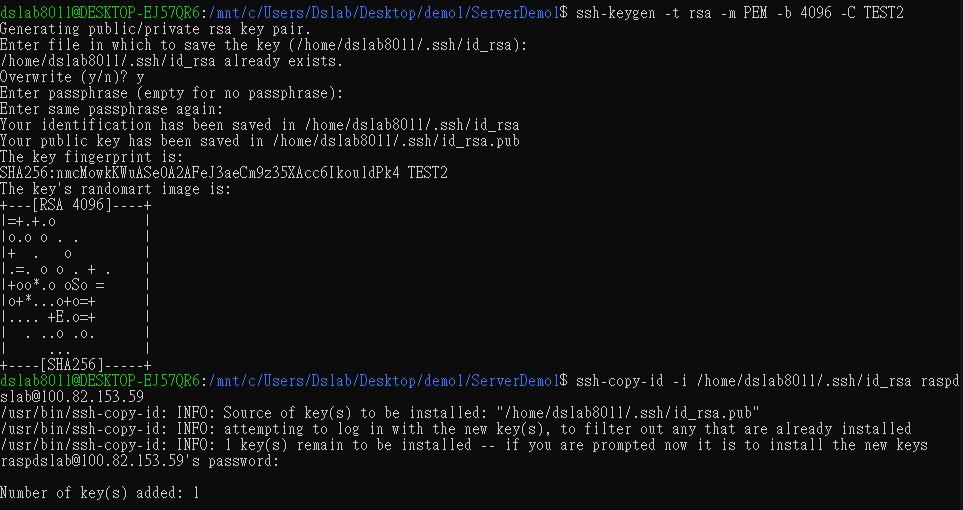 dslab8011@DESKTOP-EJ57QR6:/mnt/c/Users/Dslab/Desktop/demo1/ServerDemo1$ ssh-keygen -t rsa -m PEM -b 4096 -C TEST2
Generating public/private rsa key pair.
Enter file in which to save the key (/home/dslab8011/.ssh/id_rsa):
/home/dslab8011/.ssh/id_rsa already exists.
Overwrite (y/n)? y
Enter passphrase (empty for no passphrase):
Enter same passphrase again:
Your identification has been saved in /home/dslab8011/.ssh/id_rsa
Your public key has been saved in /home/dslab8011/.ssh/id_rsa.pub
The key fingerprint is:
SHA256:nmcMowkKWuASeOA2AFeJ3aeCm9z35XAcc6IkouldPk4 TEST2
The key's randomart image is:
+---[RSA 4096]----+
|=+.+.o           |
|o.o o . .        |
|+  .   o         |
|.=. o o . + .    |
|+oo*.o oSo =     |
|o+*...o+o=+      |
|.... +E.o=+      |
|  . ..o .o.      |
|     ...         |
+----[SHA256]-----+
dslab8011@DESKTOP-EJ57QR6:/mnt/c/Users/Dslab/Desktop/demo1/ServerDemo1$ ssh-copy-id -i /home/dslab8011/.ssh/id_rsa raspd
slab@100.82.153.59
/usr/bin/ssh-copy-id: INFO: Source of key(s) to be installed: "/home/dslab8011/.ssh/id_rsa.pub"
/usr/bin/ssh-copy-id: INFO: attempting to log in with the new key(s), to filter out any that are already installed
/usr/bin/ssh-copy-id: INFO: 1 key(s) remain to be installed -- if you are prompted now it is to install the new keys
raspdslab@100.82.153.59's password:
Number of key(s) added: 1